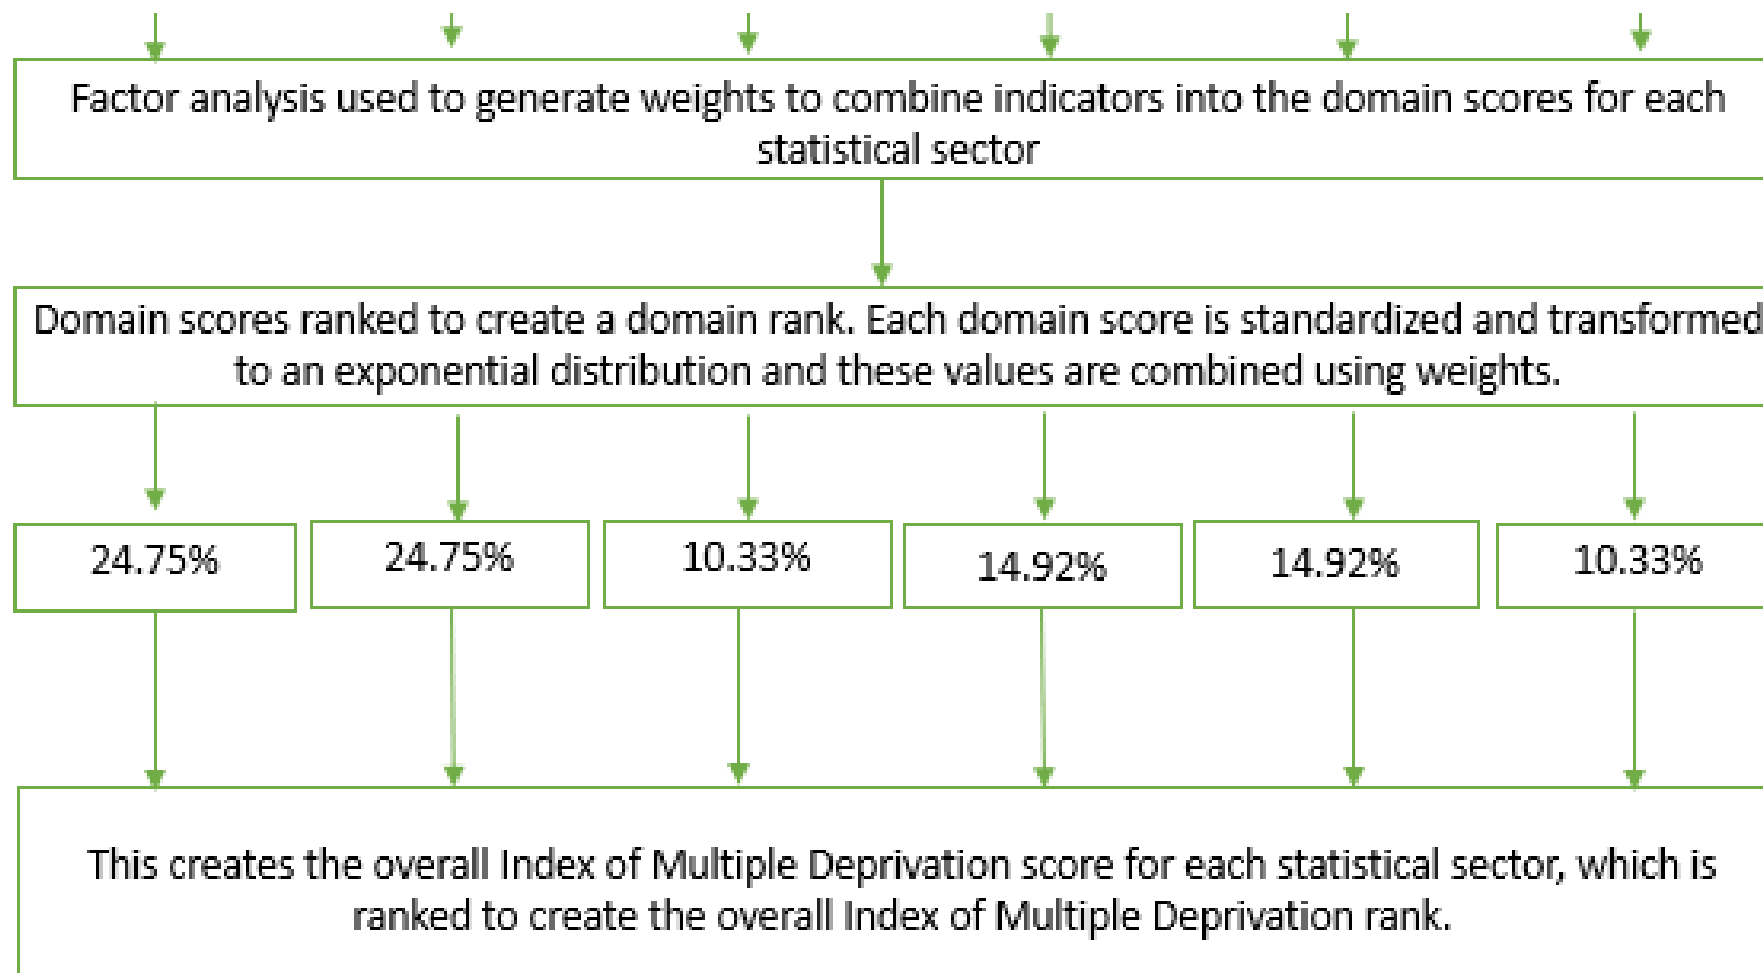 Factor analysis used to generate weights to combine indicators into the domain scores for each
statistical sector
Domain scores ranked to create a domain rank. Each domain score is standardized and transformed
to an exponential distribution and these values are combined using weights.
24.75%
24.75%
10.33%
14.92%
14.92%
10.33%
This creates the overall Index of Multiple Deprivation score for each statistical sector, which is
ranked to create the overall Index of Multiple Deprivation rank.